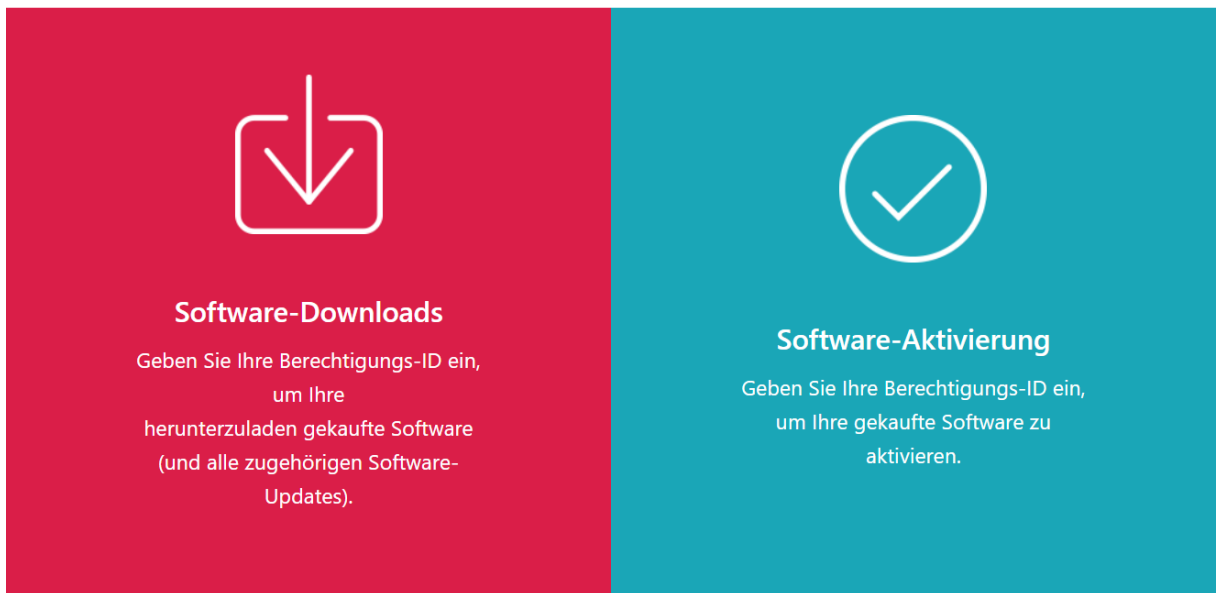 Software-Downloads
Geben Sie Ihre Berechtigungs-ID ein,
um Ihre
herunterzuladen gekaufte Software
(und alle zugehörigen Software-
Updates).
Software-Aktivierung
Geben Sie Ihre Berechtigungs-ID ein,
um Ihre gekaufte Software zu
aktivieren.